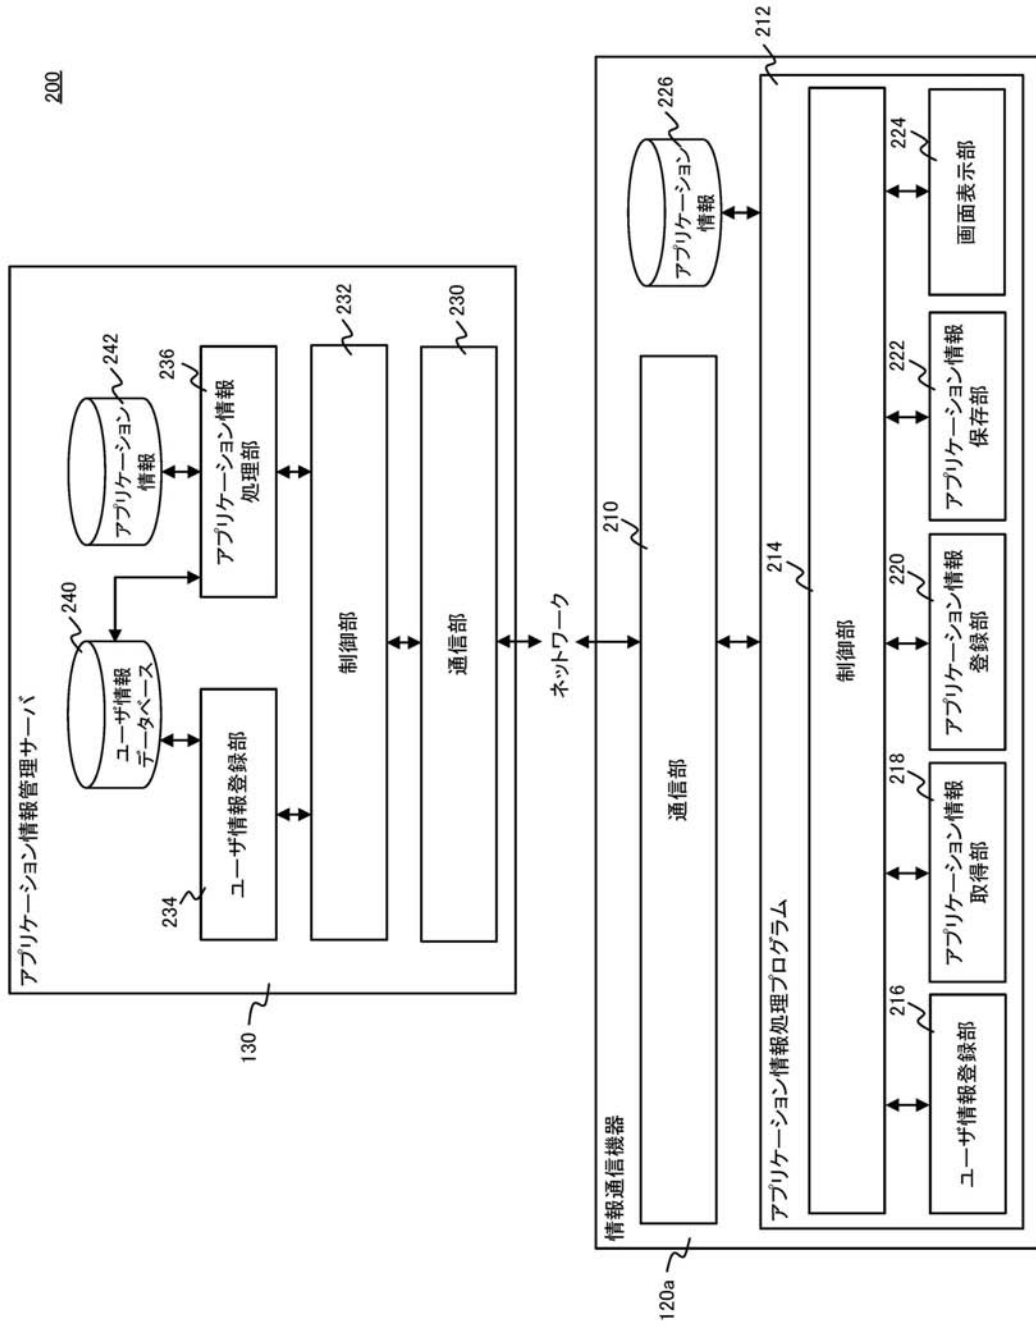 200
アプリケーション情報管理サーバ
130
240
ユーザ情報
データベース
242
アプリケーション
情報
234
ユーザ情報登録部
236
アプリケーション情報
処理部
232
制御部
230
通信部
ネットワーク
情報通信機器
120a
210
通信部
226
アプリケーション
情報
アプリケーション情報処理プログラム
212
214
制御部
216
ユーザ情報登録部
218
アプリケーション情報
取得部
220
アプリケーション情報
登録部
222
アプリケーション情報
保存部
224
画面表示部